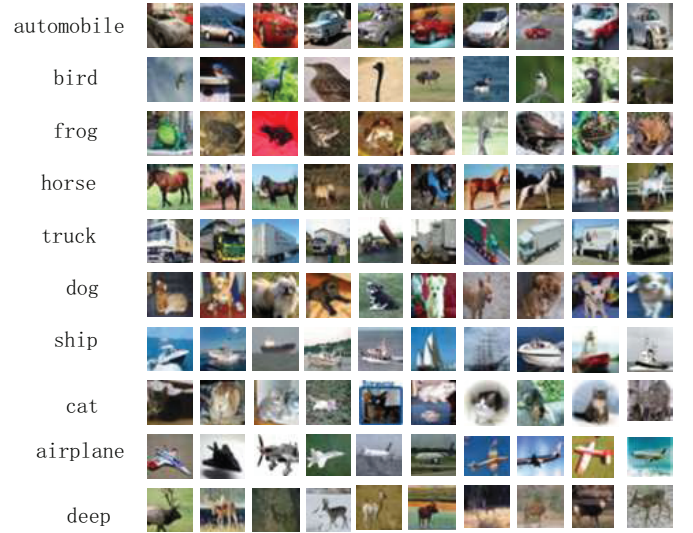 automobile
bird
frog
horse
truck
dog
ship
cat
airplane
deep